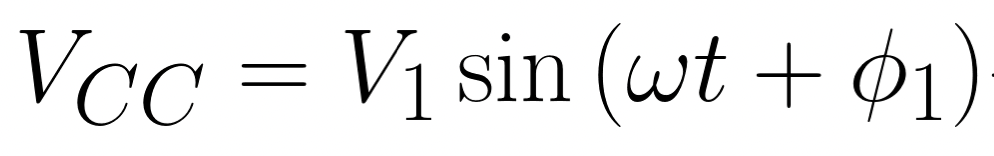 V_{CC} = V_1 \sin(\omega t + \phi_1)